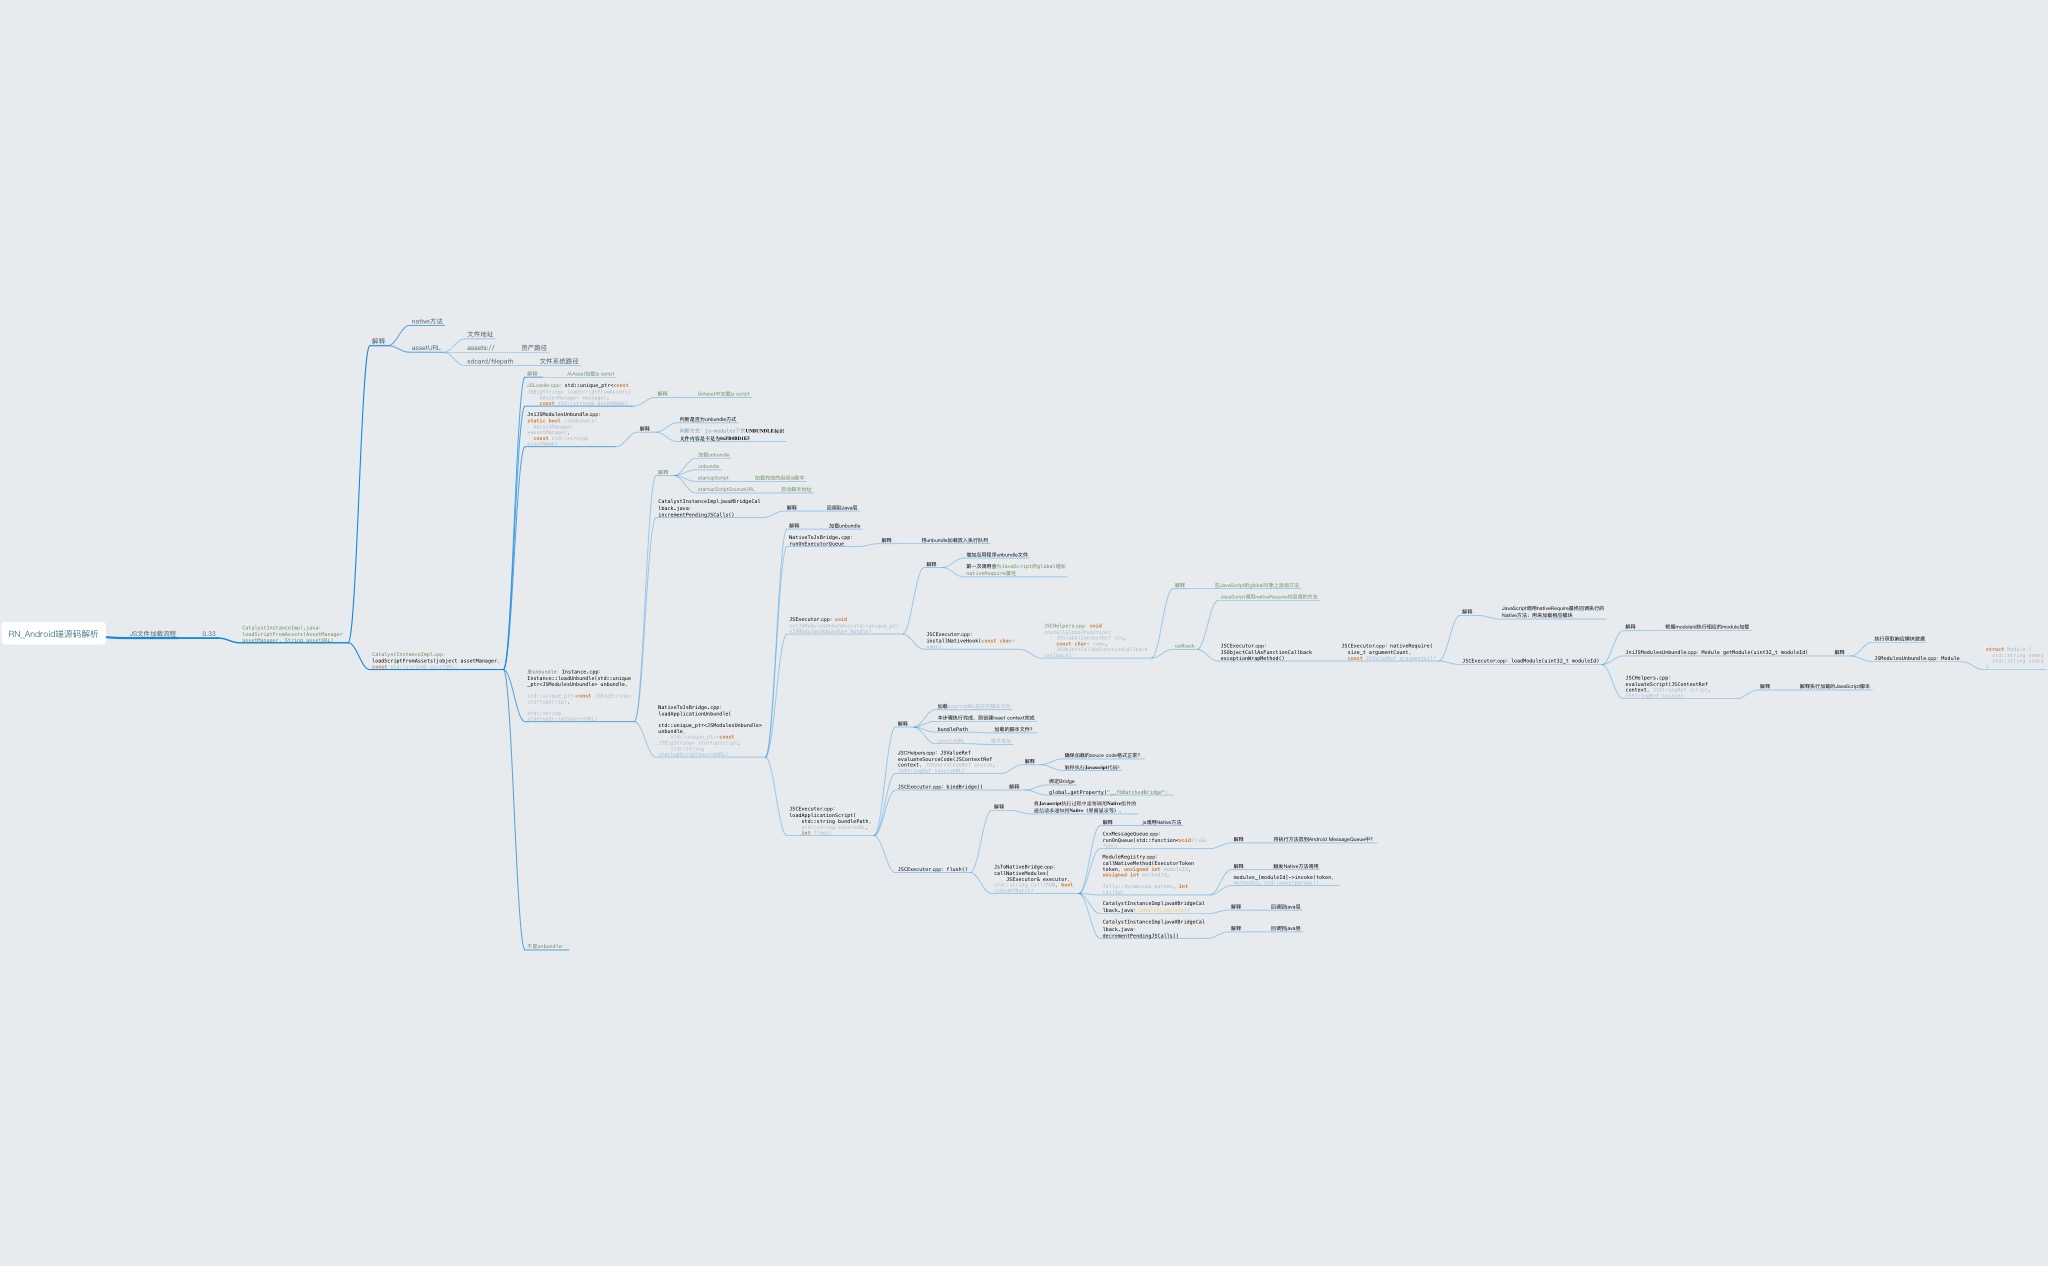 RN_Android端源码解析
JS文件加载流程
0.33
CatalystInstanceImpl.java:
loadScriptFromAssets(AssetManager
assetManager, String assetURL)
解释
native方法
assetURL
文件地址
assets://
资产路径
sdcard/filepath
文件系统路径
CatalystInstanceImpl.cpp:
loadScriptFromAssets(jobject assetManager,
const std::string& assetURL)
解释
从Asset加载js script
JSLoader.cpp: std::unique_ptr<const
JSBigString> loadScriptFromAssets(
AAssetManager *manager,
const std::string& assetName)
解释
从Asset中加载js script
JniJSModulesUnbundle.cpp:
static bool isUnbundle(
AAssetManager
*assetManager,
const std::string&
assetName)
解释
判断是否为unbundle方式
判断方式: js-modules下的UNBUNDLE标识
文件内容是不是为0xFB0BD1E5
是unbundle: Instance.cpp:
Instance::loadUnbundle(std::unique
_ptr<JSModulesUnbundle> unbundle,
std::unique_ptr<const JSBigString>
startupScript,
std::string
startupScriptSourceURL)
解释
加载unbundle
unbundle
startupScript
加载完成的启动js脚本
startupScriptSourceURL
启动脚本地址
CatalystInstanceImpl.java#BridgeCal
lback.java:
incrementPendingJSCalls()
解释
回调到Java层
NativeToJsBridge.cpp:
loadApplicationUnbundle(
std::unique_ptr<JSModulesUnbundle>
unbundle,
std::unique_ptr<const
JSBigString> startupScript,
std::string
startupScriptSourceURL)
解释
加载unbundle
NativeToJsBridge.cpp:
runOnExecutorQueue
解释
将unbundle加载放入执行队列
JSExecutor.cpp: void
setJSModulesUnbundle(std::unique_ptr
<JSModulesUnbundle> bundle)
解释
增加应用程序unbundle文件
第一次调用会为JavaScript的global增加
nativeRequire属性
JSCExecutor.cpp:
installNativeHook(const char*
name)
JSCHelpers.cpp: void
installGlobalFunction(
JSGlobalContextRef ctx,
const char* name,
JSObjectCallAsFunctionCallback
callback)
解释
在JavaScript的global对象上添加方法
callback
JavaScript调用nativeRequire时回调的方法
JSCExecutor.cpp:
JSObjectCallAsFunctionCallback
exceptionWrapMethod()
JSCExecutor.cpp: nativeRequire(
size_t argumentCount,
const JSValueRef arguments[])
解释
JavaScript调用nativeRequire最终回调执行的
Native方法: 用来加载相应模块
JSCExecutor.cpp: loadModule(uint32_t moduleId)
解释
根据moduleId执行相应的module加载
JniJSModulesUnbundle.cpp: Module getModule(uint32_t moduleId)
解释
执行获取响应模块数据
JSModulesUnbundle.cpp: Module
struct Module {
std::string name;
std::string code;
}
JSCHelpers.cpp:
evaluateScript(JSContextRef
context, JSStringRef script,
JSStringRef source)
解释
解释执行加载的JavaScript脚本
JSCExecutor.cpp:
loadApplicationScript(
std::string bundlePath,
std::string sourceURL,
int flags)
解释
加载sourceURL指定的脚本文件
本步骤执行完成, 则创建react context完成
bundlePath
加载的脚本文件?
sourceURL
JSCHelpers.cpp: JSValueRef
evaluateSourceCode(JSContextRef
context, JSSourceCodeRef source,
JSStringRef sourceURL)
解释
确保加载的souce code格式正常?
解释执行Javascript代码?
JSCExecutor.cpp: bindBridge()
解释
绑定Bridge
global.getProperty("__fbBatchedBridge");
JSCExecutor.cpp: flush()
解释
将Javascript执行过程中需要调用Native组件的
通信请求通知到Native（界面显示等）.
JsToNativeBridge.cpp:
callNativeModules(
JSExecutor& executor,
std::string callJSON, bool
isEndOfBatch)
解释
js调用Native方法
CxxMessageQueue.cpp:
runOnQueue(std::function<void()>&&
func)
解释
将执行方法放到Android MessageQueue中?
ModuleRegistry.cpp:
callNativeMethod(ExecutorToken
token, unsigned int moduleId,
unsigned int methodId,
folly::dynamic&& params, int
callId)
解释
触发Native方法调用
modules_[moduleId]->invoke(token,
methodId, std::move(params))
CatalystInstanceImpl.java#BridgeCal
lback.java: onBatchComplete()
解释
回调到java层
CatalystInstanceImpl.java#BridgeCal
lback.java:
decrementPendingJSCalls()
解释
回调到java层
不是unbundle: